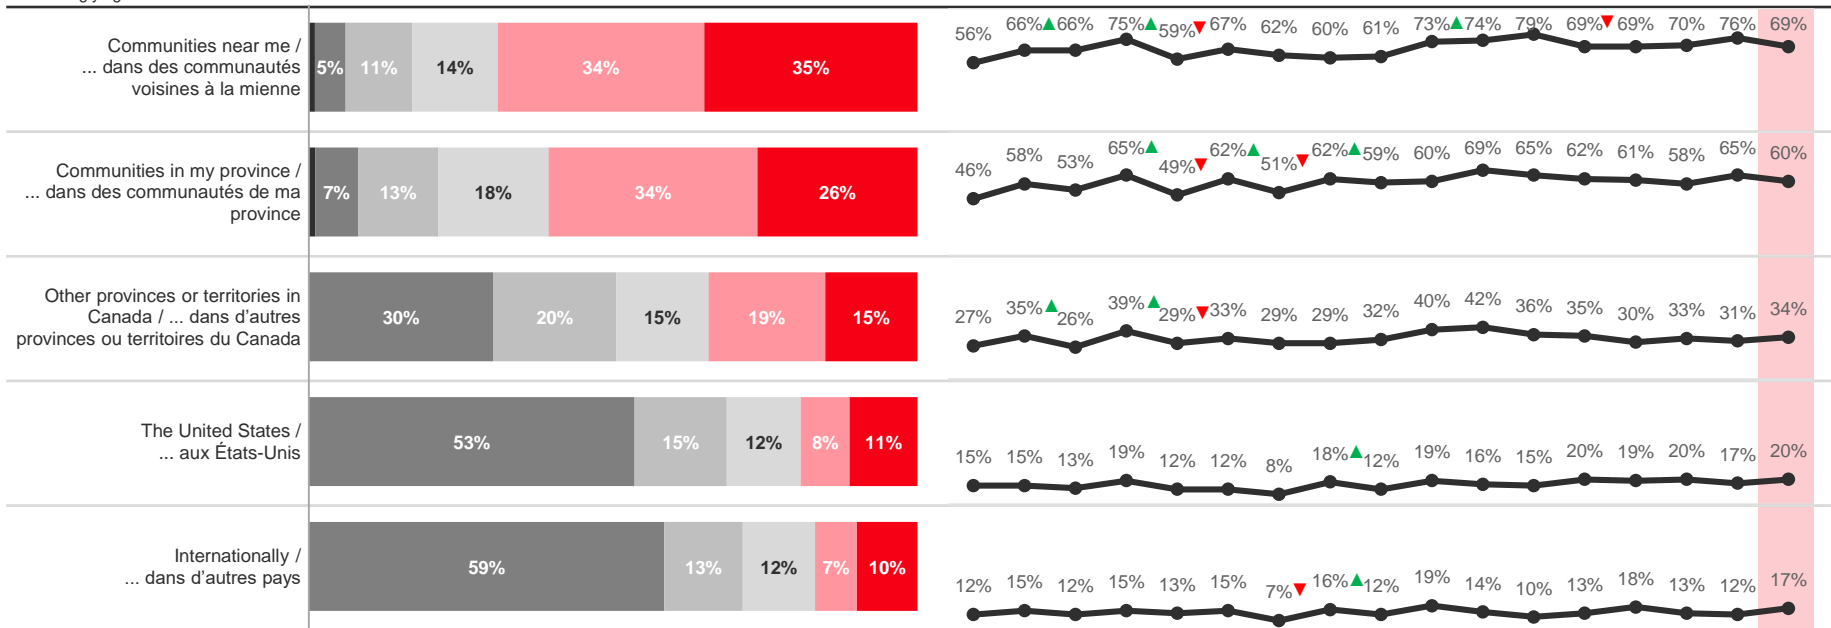 Communities near me /
... dans des communautés
voisines à la mienne
5% 11% 14% 34% 35%
56% 66%▲66% 75%▲59%▼67% 62% 60% 61% 73%▲74% 79% 69%▼69% 70% 76% 69%
Communities in my province /
... dans des communautés de ma
province
7% 13% 18% 34% 26%
46% 58% 53% 65%▲49%▼62%▲51%▼62%▲59% 60% 69% 65% 62% 61% 58% 65% 60%
Other provinces or territories in
Canada / ... dans d'autres
provinces ou territoires du Canada
30% 20% 15% 19% 15%
27% 35%▲26% 39%▲29%▼33% 29% 29% 32% 40% 42% 36% 35% 30% 33% 31% 34%
The United States /
... aux États-Unis
53% 15% 12% 8% 11%
15% 15% 13% 19% 12% 12% 8% 18%▲12% 19% 16% 15% 20% 19% 20% 17% 20%
Internationally /
... dans d'autres pays
59% 13% 12% 7% 10%
12% 15% 12% 15% 13% 15% 7%▼16%▲12% 19% 14% 10% 13% 18% 13% 12% 17%